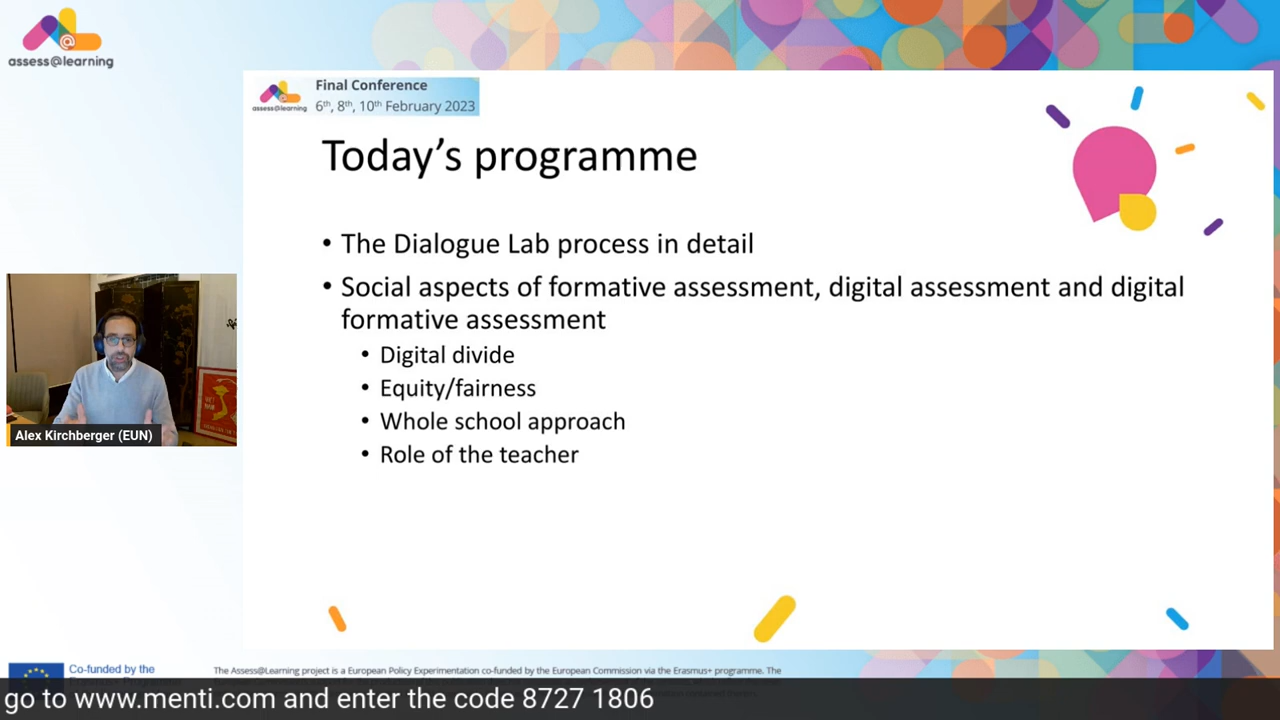 assess@learning
assess@learning
Final Conference
6th, 8th, 10th February 2023
Today's programme
• The Dialogue Lab process in detail
• Social aspects of formative assessment, digital assessment and digital
formative assessment
• Digital divide
• Equity/fairness
• Whole school approach
• Role of the teacher
Alex Kirchberger (EUN)
Co-funded by the
The Assess@Learning project is a European Policy Experimentation co-funded by the European Commission via the Erasmus+ programme. The
go to www.menti.com and enter the code 8727 1806